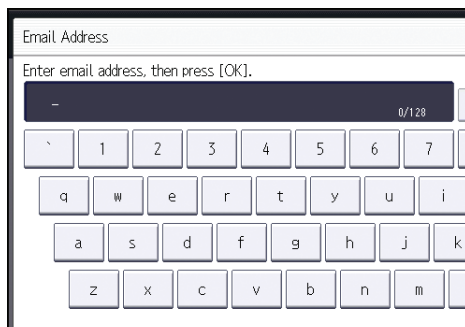 Email Address
Enter email address, then press [OK].
_
0/128
` 1 2 3 4 5 6 7
q w e r t y u i
a s d f g h j k
z x c v b n m